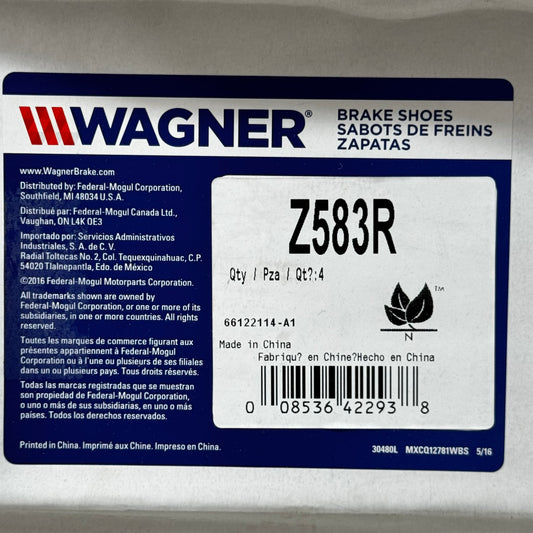 WAGNER®
BRAKE SHOES
SABOTS DE FREINS
ZAPATAS
www.WagnerBrake.com
Distributed by: Federal-Mogul Corporation,
Southfield, MI 48034 U.S.A.
Distribué par: Federal-Mogul Canada Ltd.,
Vaughan, ON L4K 0E3
Importado por: Servicios Administrativos
Industriales, S. A. de C. V.
Radial Toltecas No. 2, Col. Tequexquinahuac, C.P.
54020 Tlalnepantla, Edo. de México
©2016 Federal-Mogul Motorparts Corporation.
All trademarks shown are owned by
Federal-Mogul Corporation, or one or more of its
subsidiaries, in one or more countries. All rights
reserved.
Toutes les marques de commerce figurant aux
présentes appartiennent à Federal-Mogul
Corporation ou à l'une ou plusieurs de ses filiales
dans un ou plusieurs pays. Tous droits réservés.
Todas las marcas registradas que se muestran
son propiedad de Federal-Mogul Corporation,
o uno o más de sus subsidiarias, en uno o más
países. Todos los derechos reservados.
Printed in China. Imprimé aux Chine. Impreso en China.
Z583R
Qty / Pza / Qt?:4
TM
N
66122114-A1
Made in China
Fabriqu? en Chine?Hecho en China
0 08536 42293 8
30480L MXCQ12781WBS 5/16